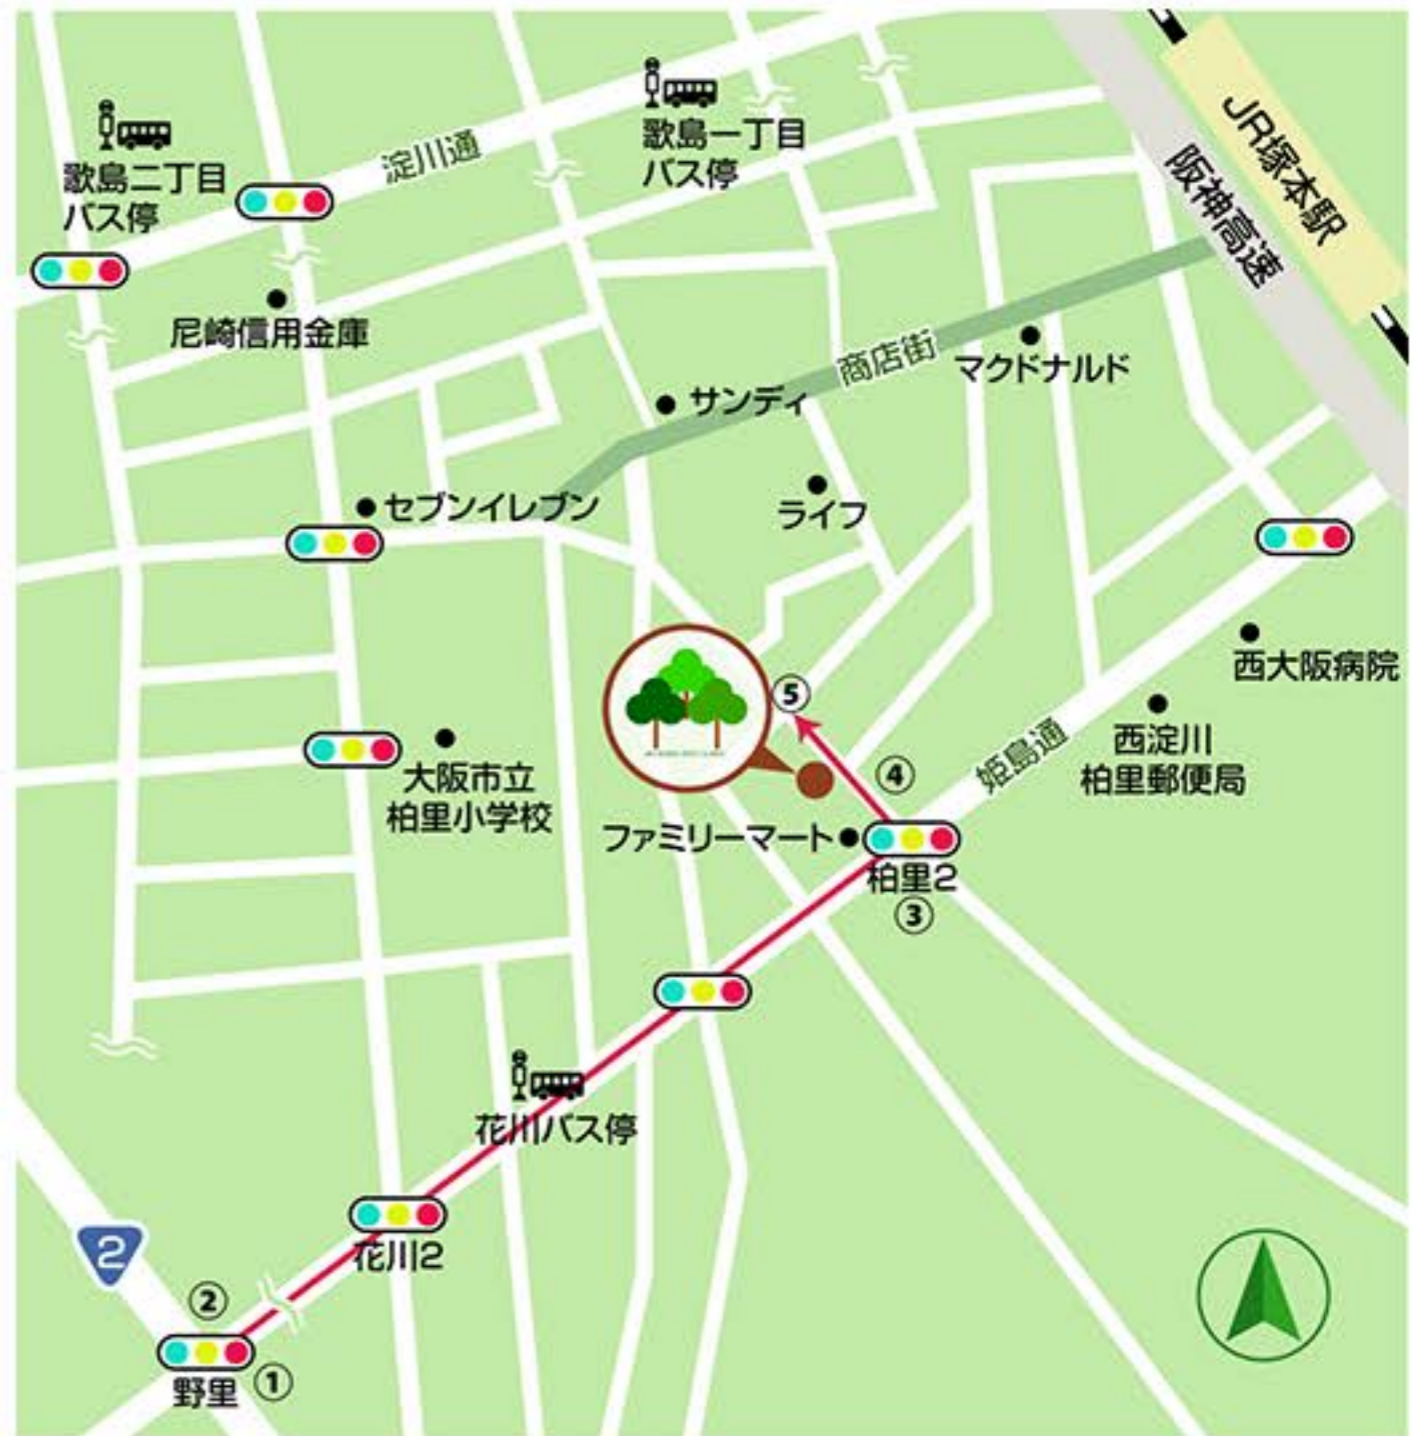 JR塚本駅
阪神高速
歌島一丁目
バス停
歌島二丁目
バス停
淀川通
尼崎信用金庫
商店街
マクドナルド
サンディ
セブンイレブン
ライフ
西大阪病院
⑤
西淀川
柏里郵便局
姫島通
④
大阪市立
柏里小学校
ファミリーマート
柏里2
③
花川バス停
花川2
2
②
①
野里